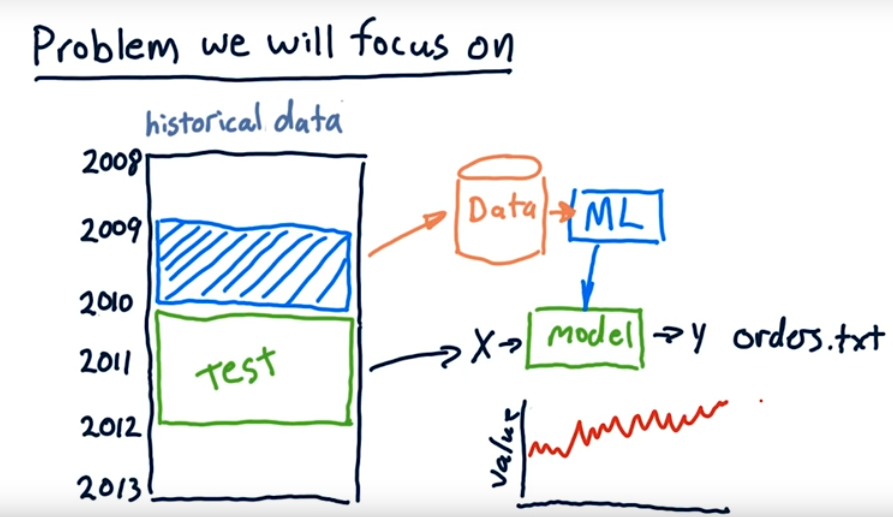 Problem we will focus on
historical data
2008
2009
2010
2011
2012
2013
Test
Data
ML
X
model
Y
orders.txt
value